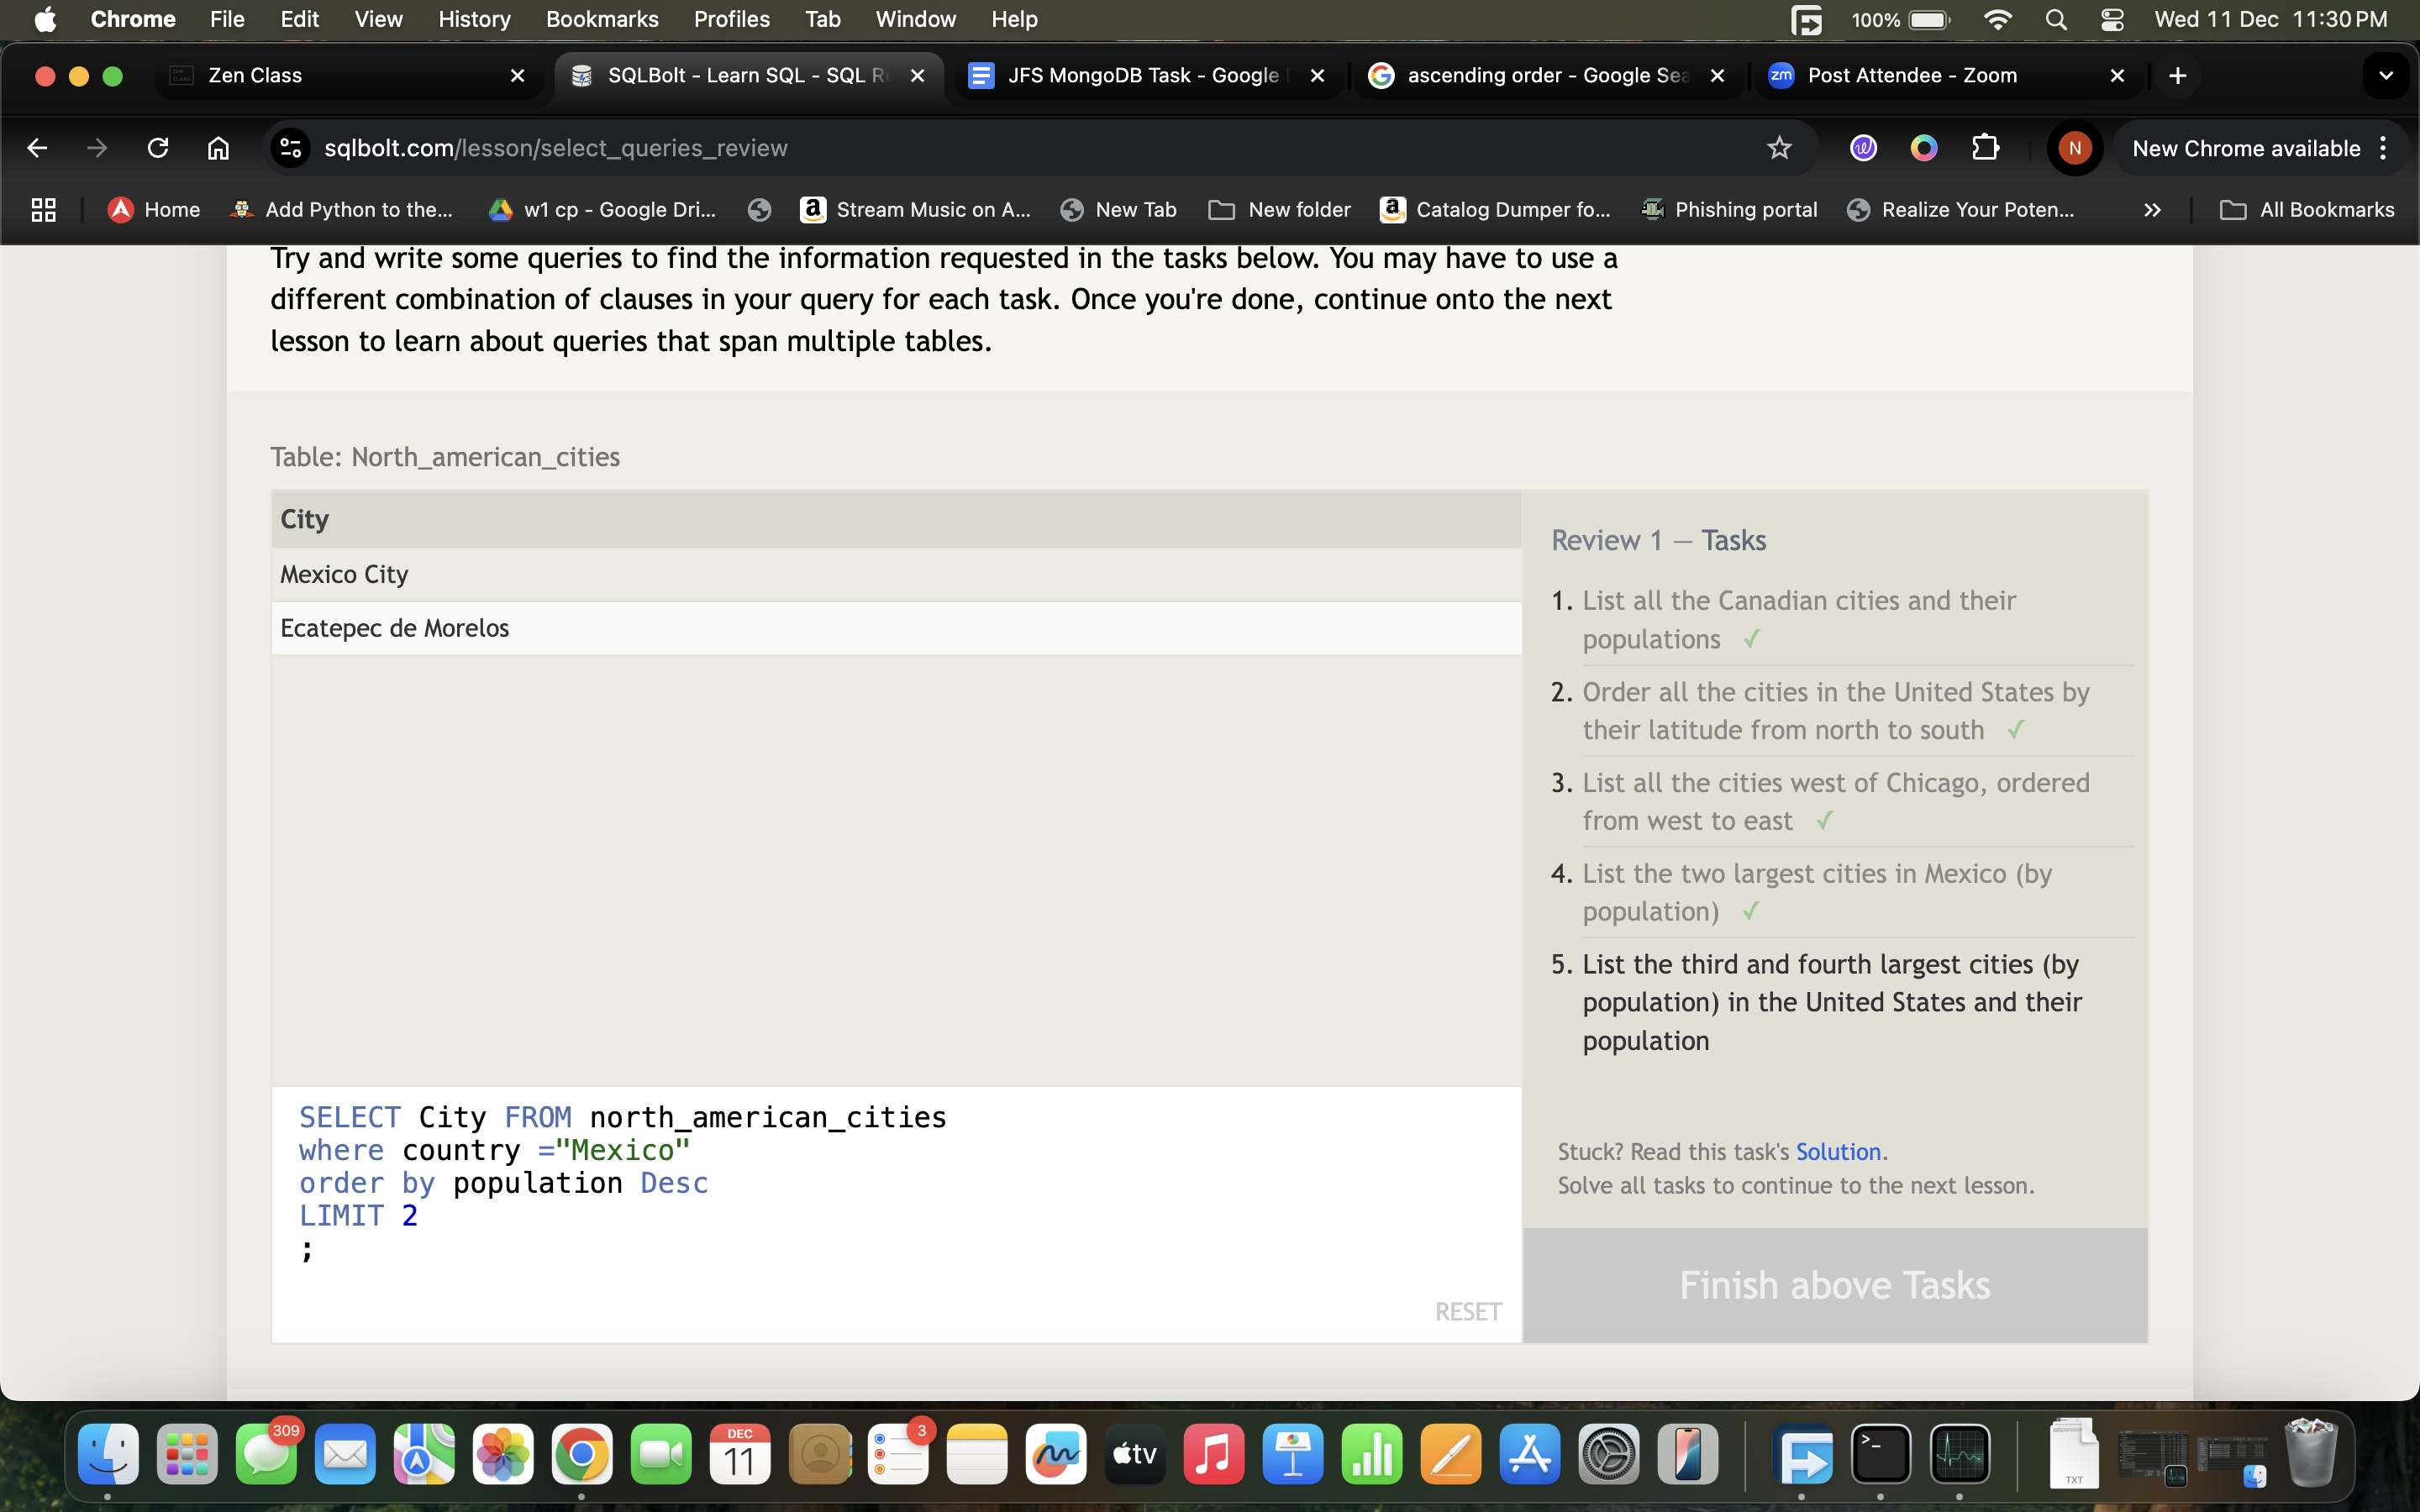 Chrome File Edit View History Bookmarks Profiles Tab Window Help 100% Wed 11 Dec 11:30 PM
Zen Class SQLBolt - Learn SQL - SQL Re JFS MongoDB Task - Google ascending order - Google Sea zm Post Attendee - Zoom
sqlbolt.com/lesson/select_queries_review N New Chrome available
Home Add Python to the... w1 cp - Google Dri... Stream Music on A... New Tab New folder Catalog Dumper fo... Phishing portal Realize Your Poten... All Bookmarks
Try and write some queries to find the information requested in the tasks below. You may have to use a
different combination of clauses in your query for each task. Once you're done, continue onto the next
lesson to learn about queries that span multiple tables.
Table: North_american_cities
City
Mexico City
Ecatepec de Morelos
SELECT City FROM north_american_cities
where country ="Mexico"
order by population Desc
LIMIT 2
;
RESET
Review 1 — Tasks
1. List all the Canadian cities and their
populations ✓
2. Order all the cities in the United States by
their latitude from north to south ✓
3. List all the cities west of Chicago, ordered
from west to east ✓
4. List the two largest cities in Mexico (by
population) ✓
5. List the third and fourth largest cities (by
population) in the United States and their
population
Stuck? Read this task's Solution.
Solve all tasks to continue to the next lesson.
Finish above Tasks
309 DEC 11 3 tv >_ TXT